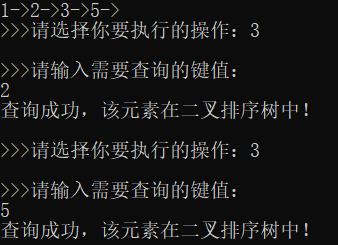 1->2->3->5->
>>>请选择你要执行的操作：3
>>>请输入需要查询的键值：
2
查询成功，该元素在二叉排序树中！
>>>请选择你要执行的操作：3
>>>请输入需要查询的键值：
5
查询成功，该元素在二叉排序树中！